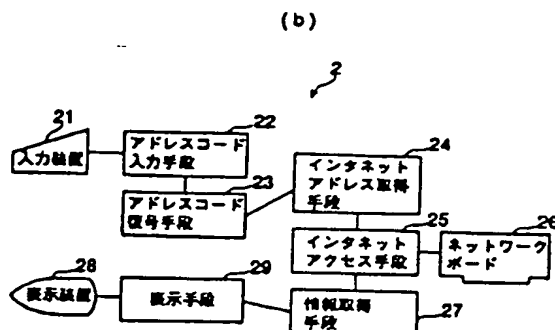 (b)
2
21
入力装置
22
アドレスコード
入力手段
23
アドレスコード
復号手段
24
インタネット
アドレス取得
手段
25
インタネット
アクセス手段
26
ネットワーク
ボード
28
表示装置
29
表示手段
情報取得
手段
27